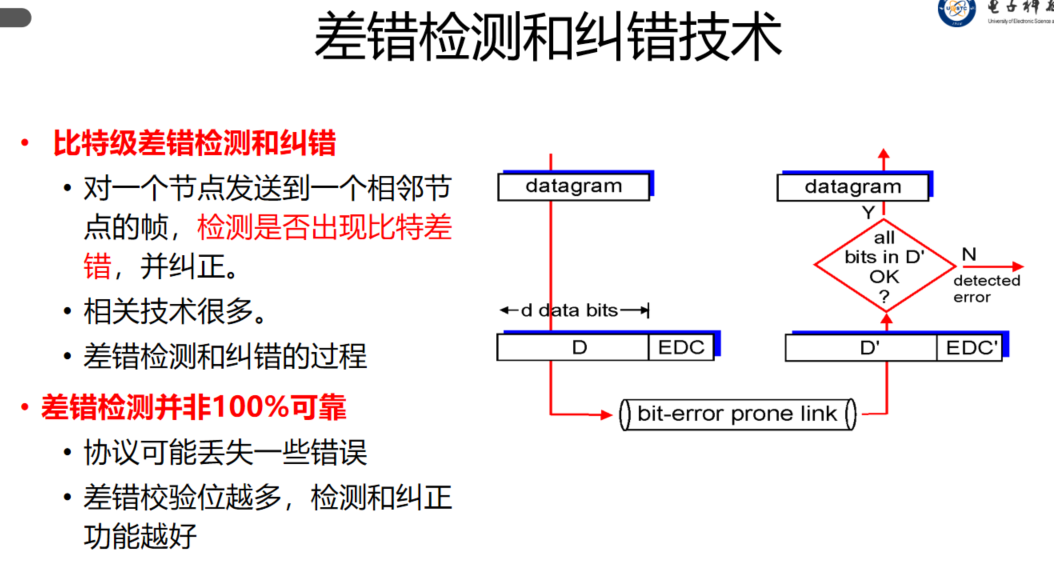 差错检测和纠错技术
University of Electronic Science a
• 比特级差错检测和纠错
• 对一个节点发送到一个相邻节
点的帧，检测是否出现比特差
错，并纠正。
• 相关技术很多。
• 差错检测和纠错的过程
• 差错检测并非100%可靠
• 协议可能丢失一些错误
• 差错校验位越多，检测和纠正
功能越好
datagram
d data bits
D
EDC
bit-error prone link
datagram
Y
all
bits in D'
OK
?
N
detected
error
D'
EDC'